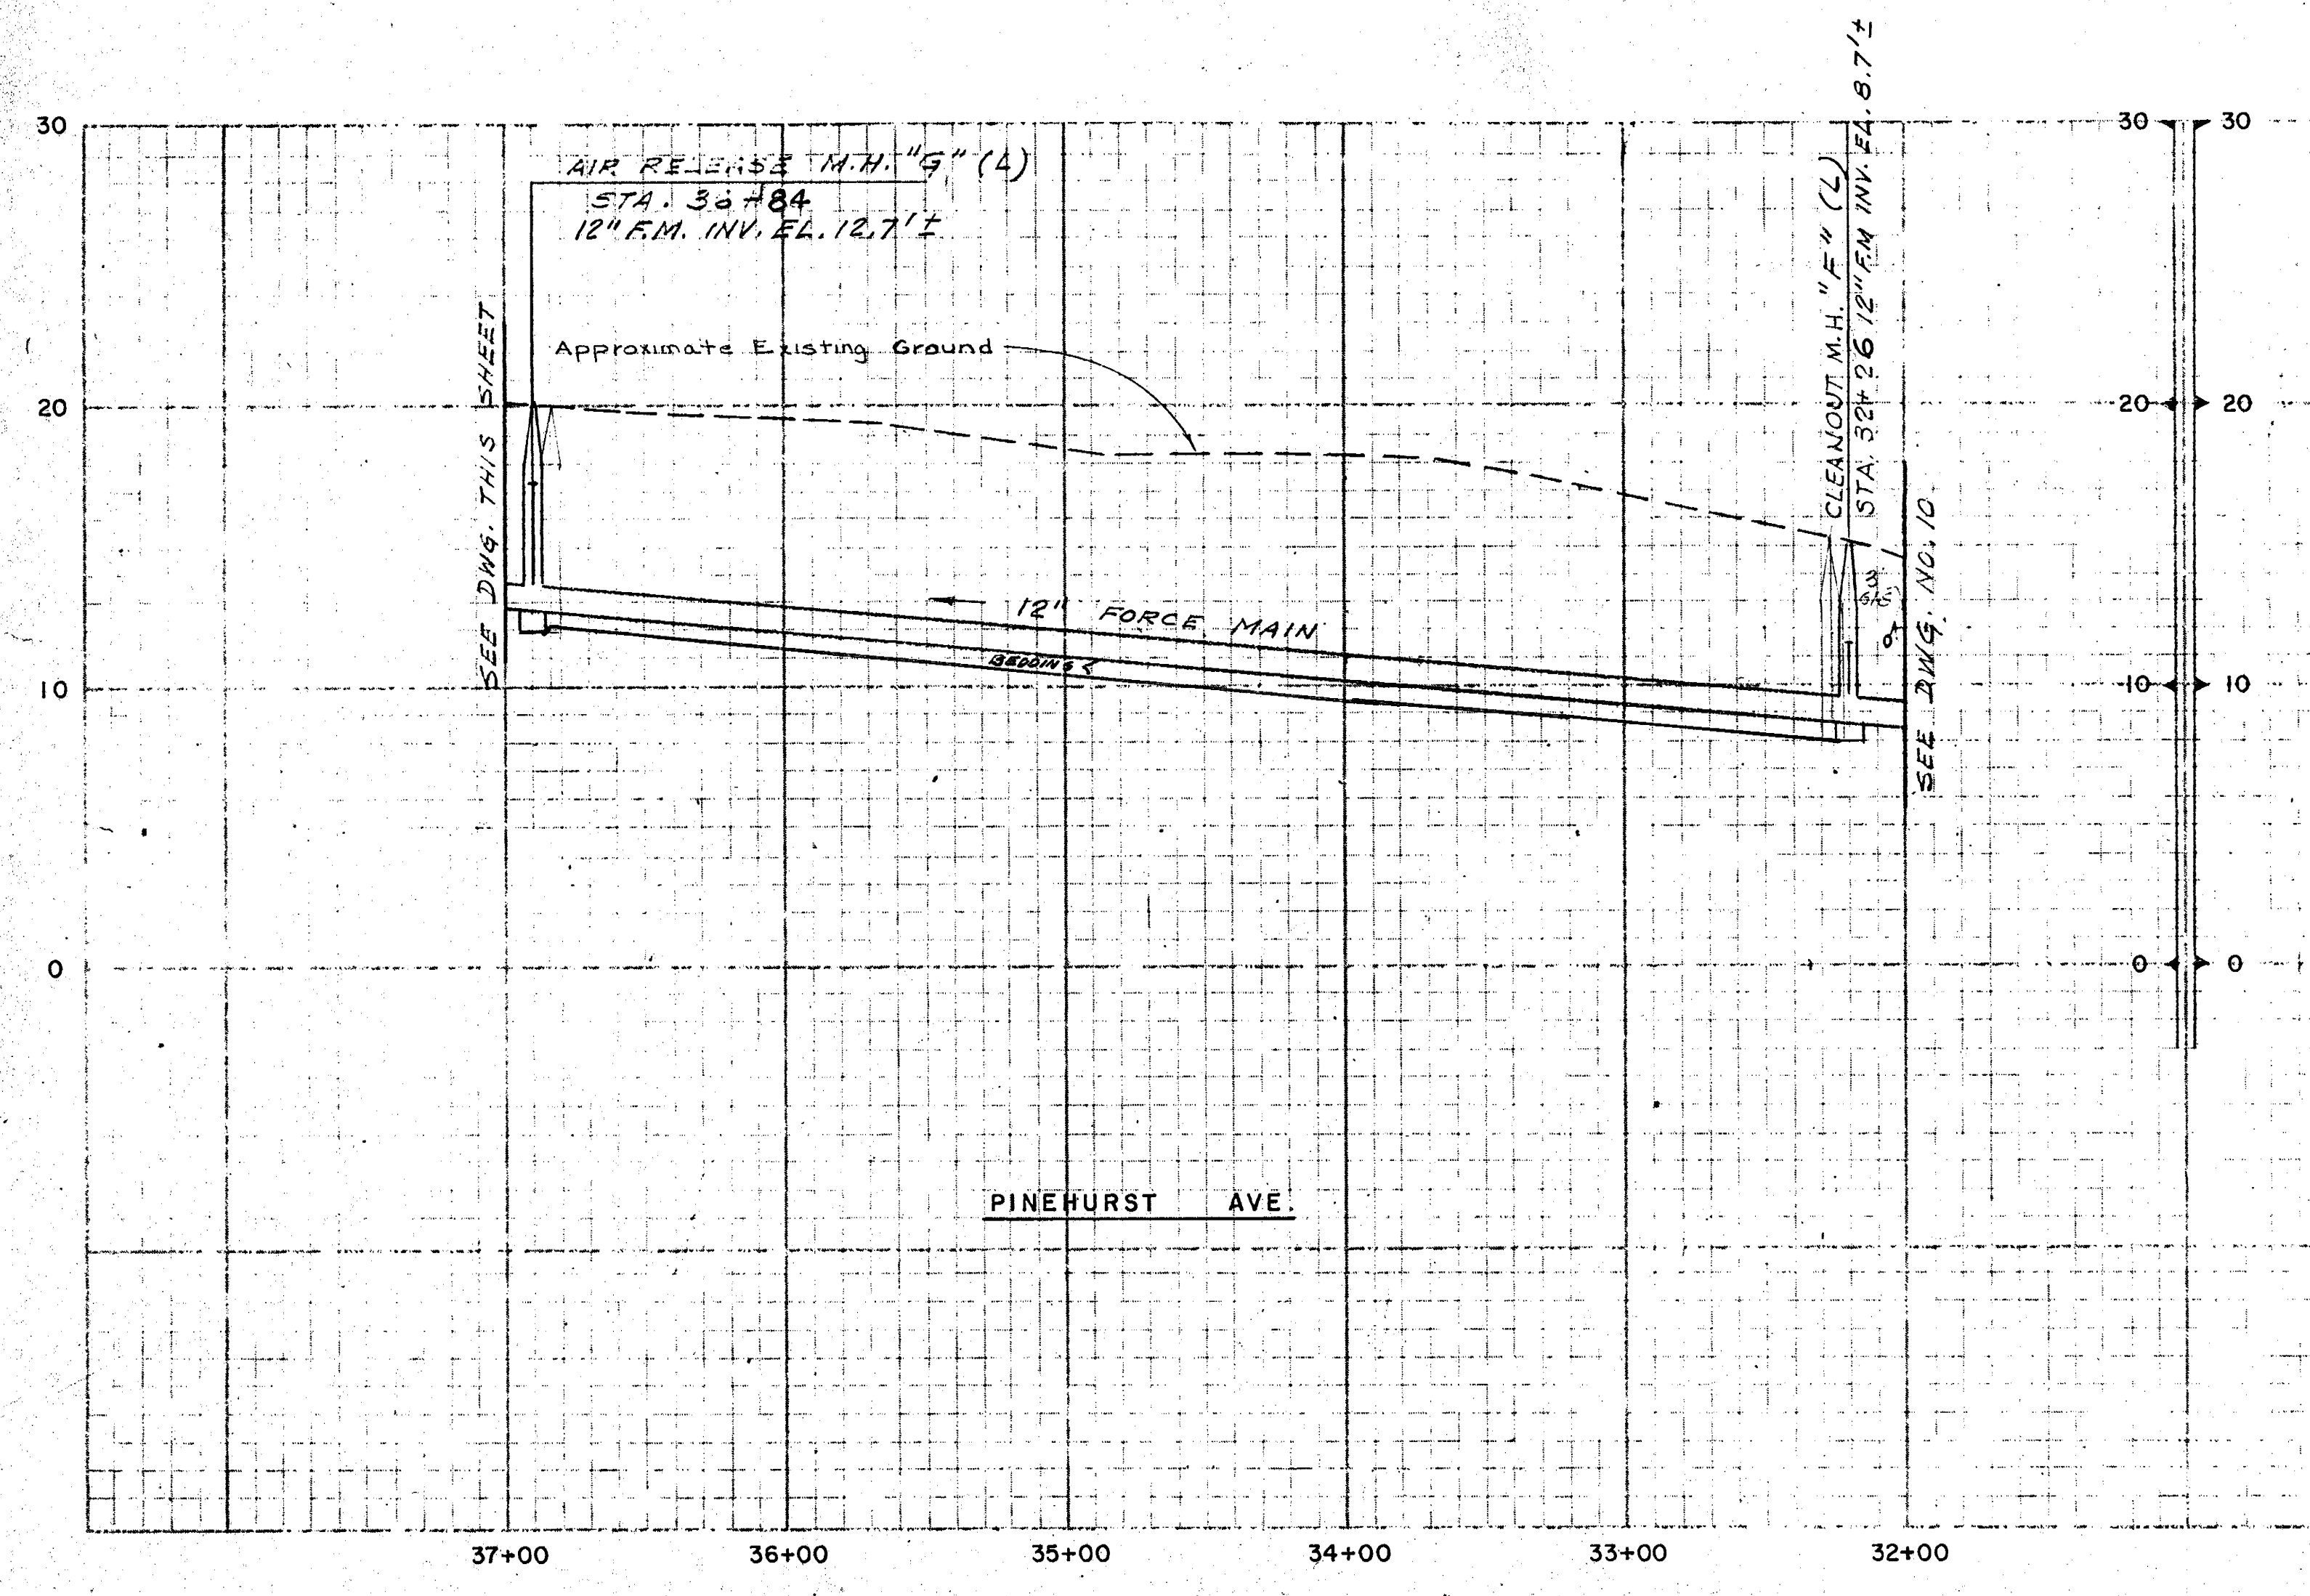 30
AIR RELEASE M.H. "G" (L)
STA. 36+84
12" F.M. INV. EL. 12.7'±
CLEANOUT M.H. "F" (L)
STA. 32+26 12" F.M INV. EL. 8.7'±
30 30
SEE DWG. THIS SHEET
Approximate Existing Ground
20
20 20
12" FORCE MAIN
BEDDING
3
GAS
SEE DWG. NO. 10
10
10 10
0
0 0
PINEHURST AVE.
37+00 36+00 35+00 34+00 33+00 32+00